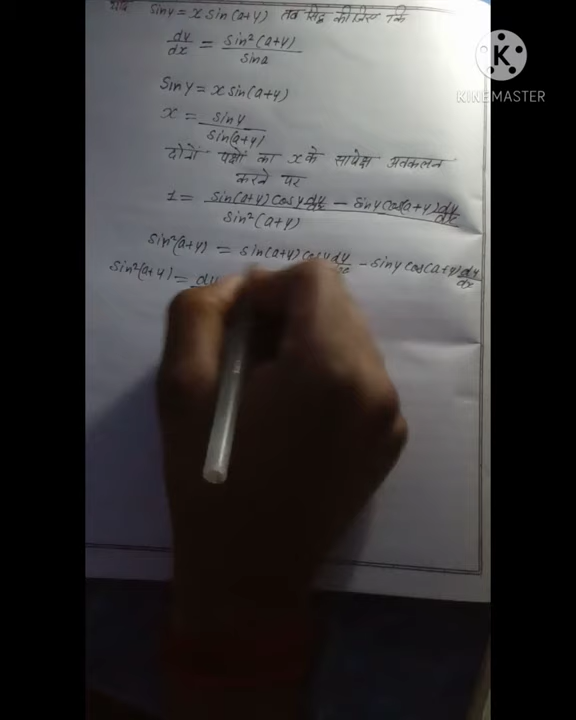 यदि sin y = x sin(a+y) तब सिद्ध कीजिए कि
dy/dx = sin²(a+y)/sin a
KINEMASTER
sin y = x sin(a+y)
x = sin y/sin(a+y)
दोनों पक्षों का x के सापेक्ष अवकलन
करने पर
1 = sin(a+y) cos y dy/dx - sin y cos(a+y) dy/dx / sin²(a+y)
sin²(a+y) = sin(a+y) cos y dy/dx - sin y cos(a+y) dy/dx
sin²(a+y) = dy